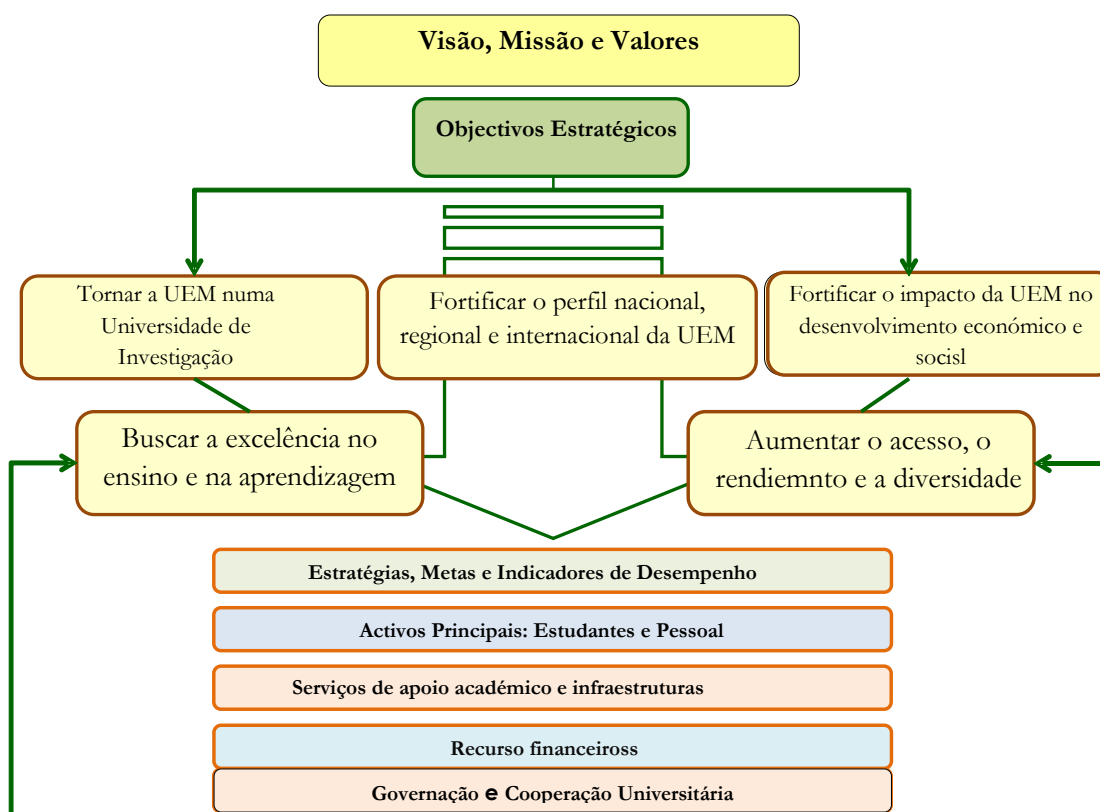 Visão, Missão e Valores
Objectivos Estratégicos
Tornar a UEM numa
Universidade de
Investigação
Fortificar o perfil nacional,
regional e internacional da UEM
Fortificar o impacto da UEM no
desenvolvimento económico e
socisl
Buscar a excelência no
ensino e na aprendizagem
Aumentar o acesso, o
rendiemnto e a diversidade
Estratégias, Metas e Indicadores de Desempenho
Activos Principais: Estudantes e Pessoal
Serviços de apoio académico e infraestruturas
Recurso financeiross
Governação e Cooperação Universitária